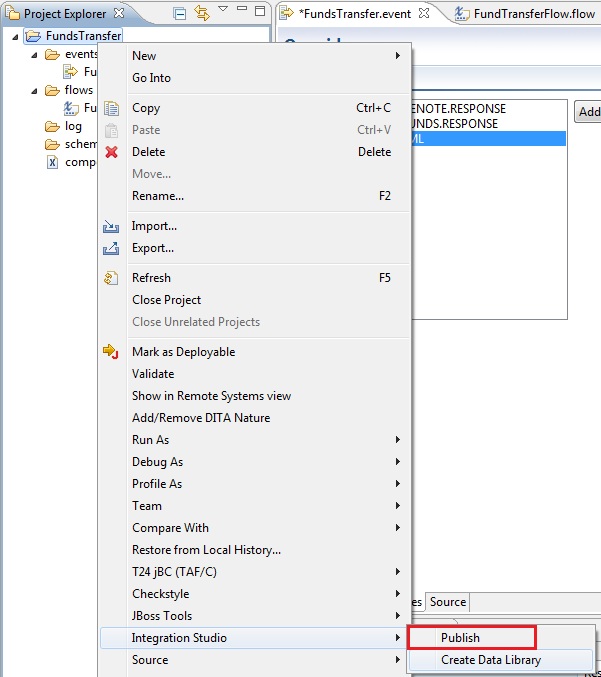 Project Explorer
*FundsTransfer.event
FundTransferFlow.flow
FundsTransfer
events
Fu
flows
Fu
log
schem
comp
ENOTE.RESPONSE
UNDS.RESPONSE
ML
Add
New
Go Into
Copy Ctrl+C
Paste Ctrl+V
Delete Delete
Move...
Rename... F2
Import...
Export...
Refresh F5
Close Project
Close Unrelated Projects
Mark as Deployable
Validate
Show in Remote Systems view
Add/Remove DITA Nature
Run As
Debug As
Profile As
Team
Compare With
Restore from Local History...
T24 jBC (TAF/C)
Checkstyle
JBoss Tools
Integration Studio
Source
es Source
Publish
Create Data Library